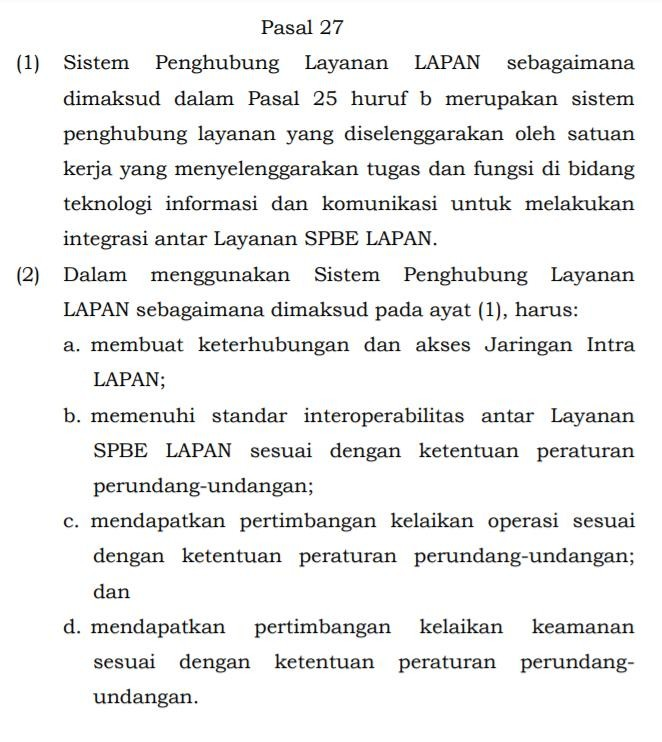 Pasal 27
(1) Sistem Penghubung Layanan LAPAN sebagaimana
dimaksud dalam Pasal 25 huruf b merupakan sistem
penghubung layanan yang diselenggarakan oleh satuan
kerja yang menyelenggarakan tugas dan fungsi di bidang
teknologi informasi dan komunikasi untuk melakukan
integrasi antar Layanan SPBE LAPAN.
(2) Dalam menggunakan Sistem Penghubung Layanan
LAPAN sebagaimana dimaksud pada ayat (1), harus:
a. membuat keterhubungan dan akses Jaringan Intra
LAPAN;
b. memenuhi standar interoperabilitas antar Layanan
SPBE LAPAN sesuai dengan ketentuan peraturan
perundang-undangan;
c. mendapatkan pertimbangan kelaikan operasi sesuai
dengan ketentuan peraturan perundang-undangan;
dan
d. mendapatkan pertimbangan kelaikan keamanan
sesuai dengan ketentuan peraturan perundang-
undangan.